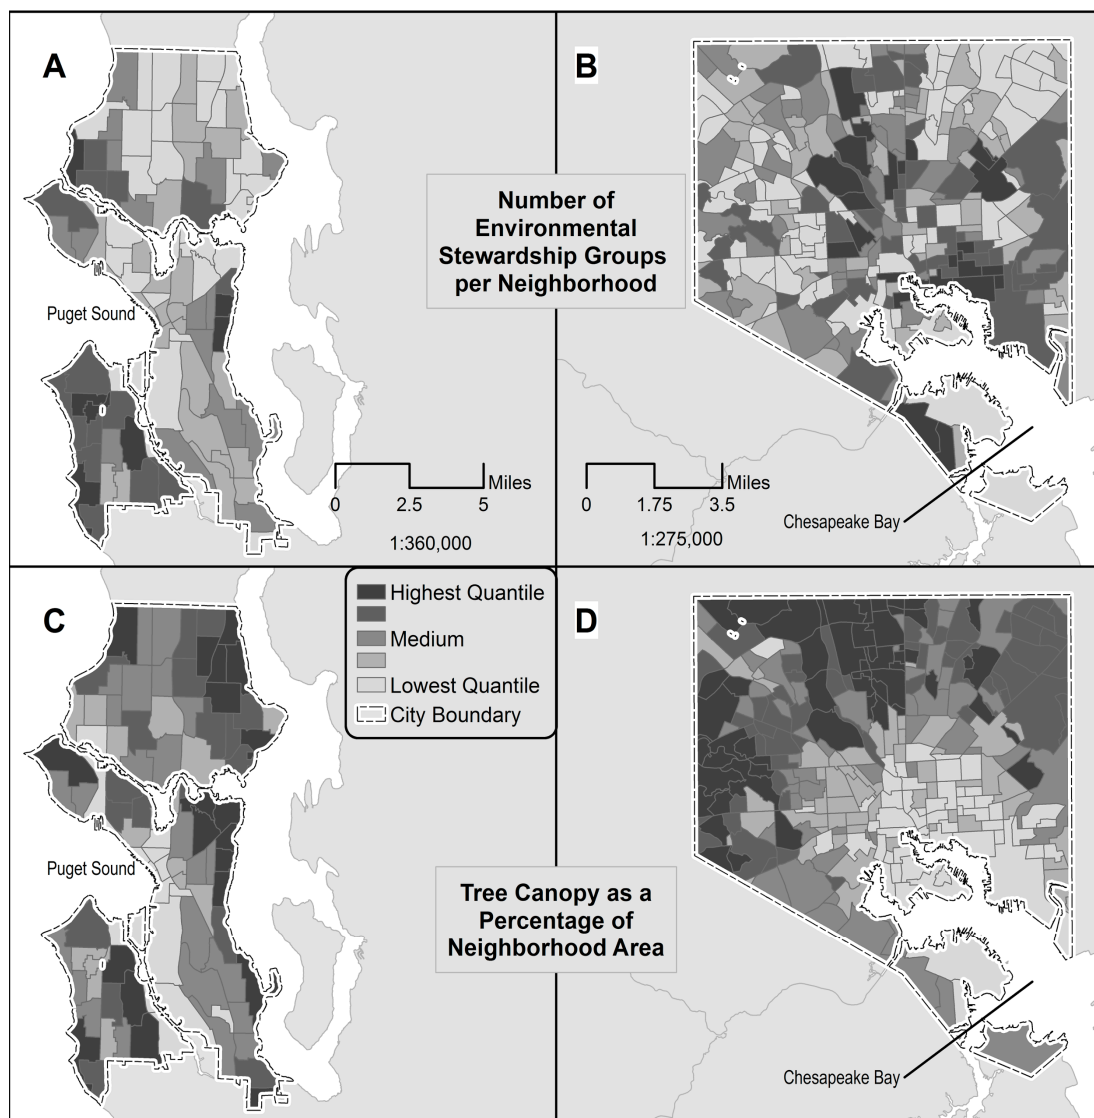 A
B
Number of
Environmental
Stewardship Groups
per Neighborhood
Puget Sound
Miles
0 2.5 5
1:360,000
Miles
0 1.75 3.5
1:275,000
Chesapeake Bay
C
Highest Quantile
Medium
Lowest Quantile
City Boundary
D
Puget Sound
Tree Canopy as a
Percentage of
Neighborhood Area
Chesapeake Bay